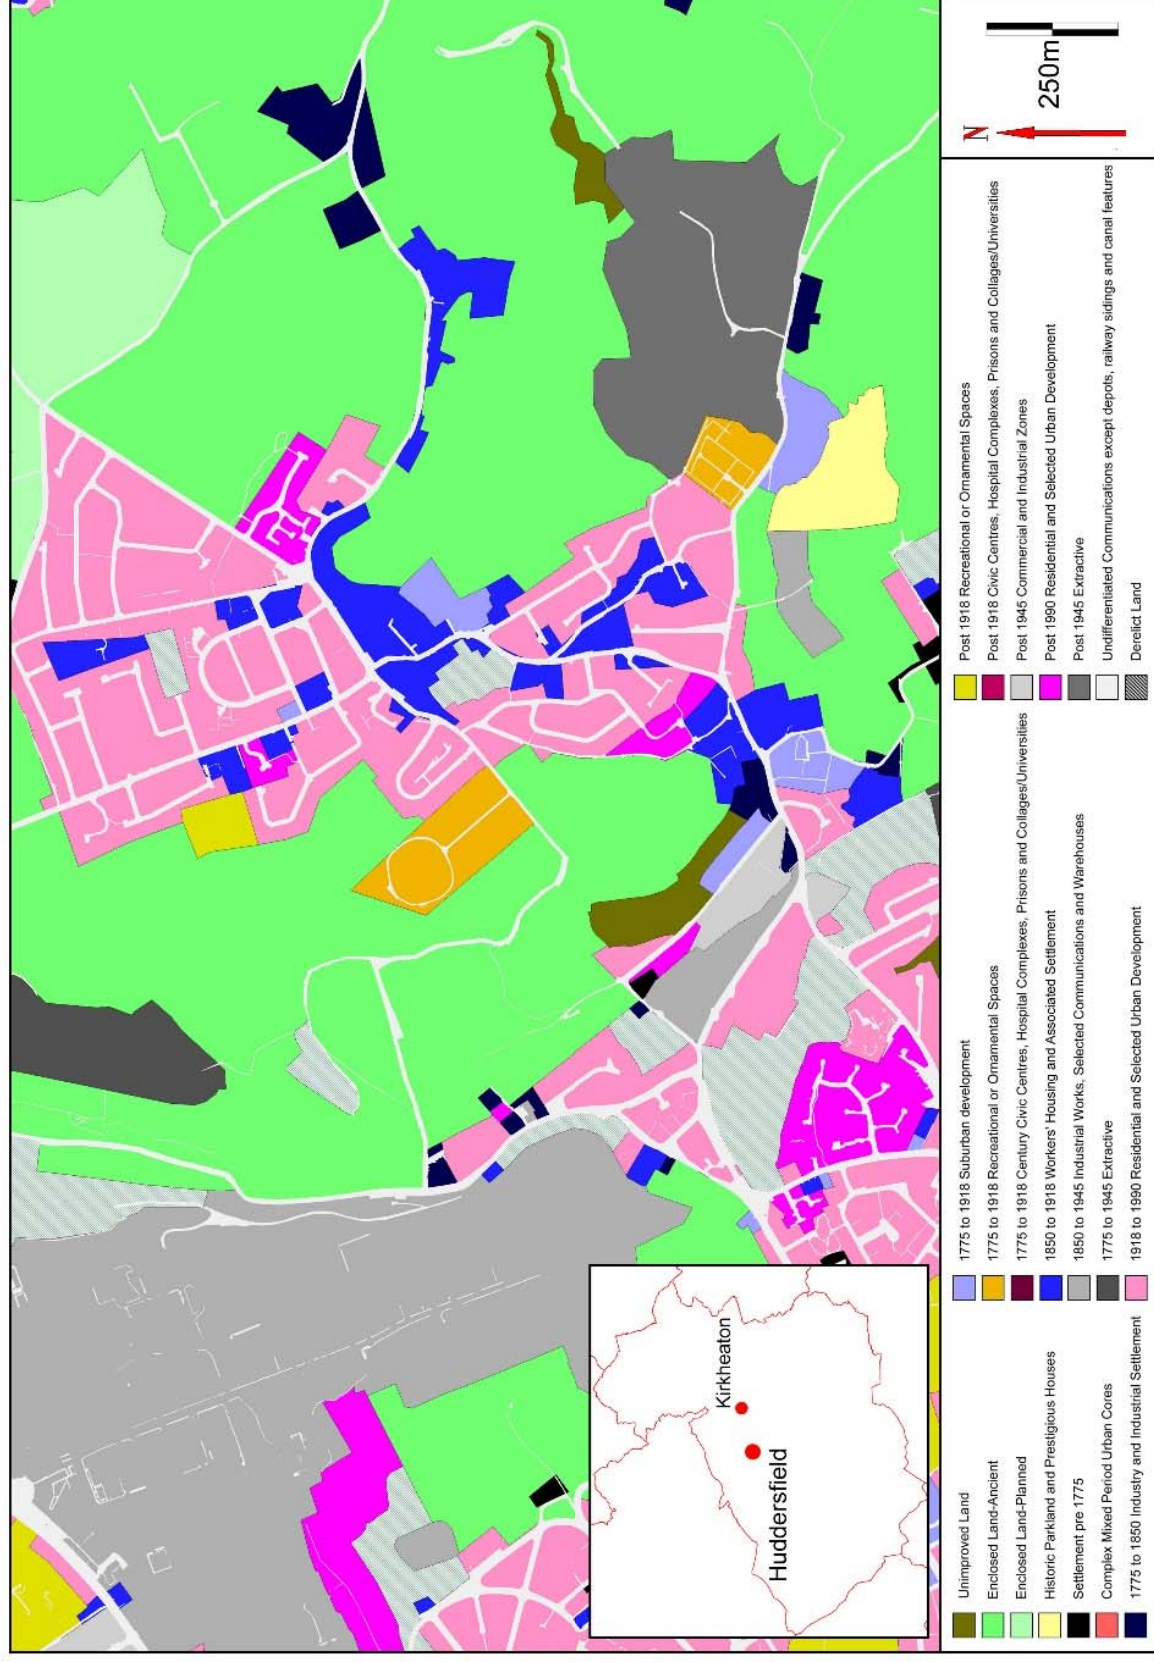 Kirkheaton
Huddersfield
Unimproved Land
Enclosed Land-Ancient
Enclosed Land-Planned
Historic Parkland and Prestigious Houses
Settlement pre 1775
Complex Mixed Period Urban Cores
1775 to 1850 Industry and Industrial Settlement
1775 to 1918 Suburban development
1775 to 1918 Recreational or Ornamental Spaces
1775 to 1918 Century Civic Centres, Hospital Complexes, Prisons and Collages/Universities
1850 to 1918 Workers' Housing and Associated Settlement
1850 to 1945 Industrial Works, Selected Communications and Warehouses
1775 to 1945 Extractive
1918 to 1990 Residential and Selected Urban Development
Post 1918 Recreational or Ornamental Spaces
Post 1918 Civic Centres, Hospital Complexes, Prisons and Collages/Universities
Post 1945 Commercial and Industrial Zones
Post 1990 Residential and Selected Urban Development
Post 1945 Extractive
Undifferentiated Communications except depots, railway sidings and canal features
Derelict Land
N
250m